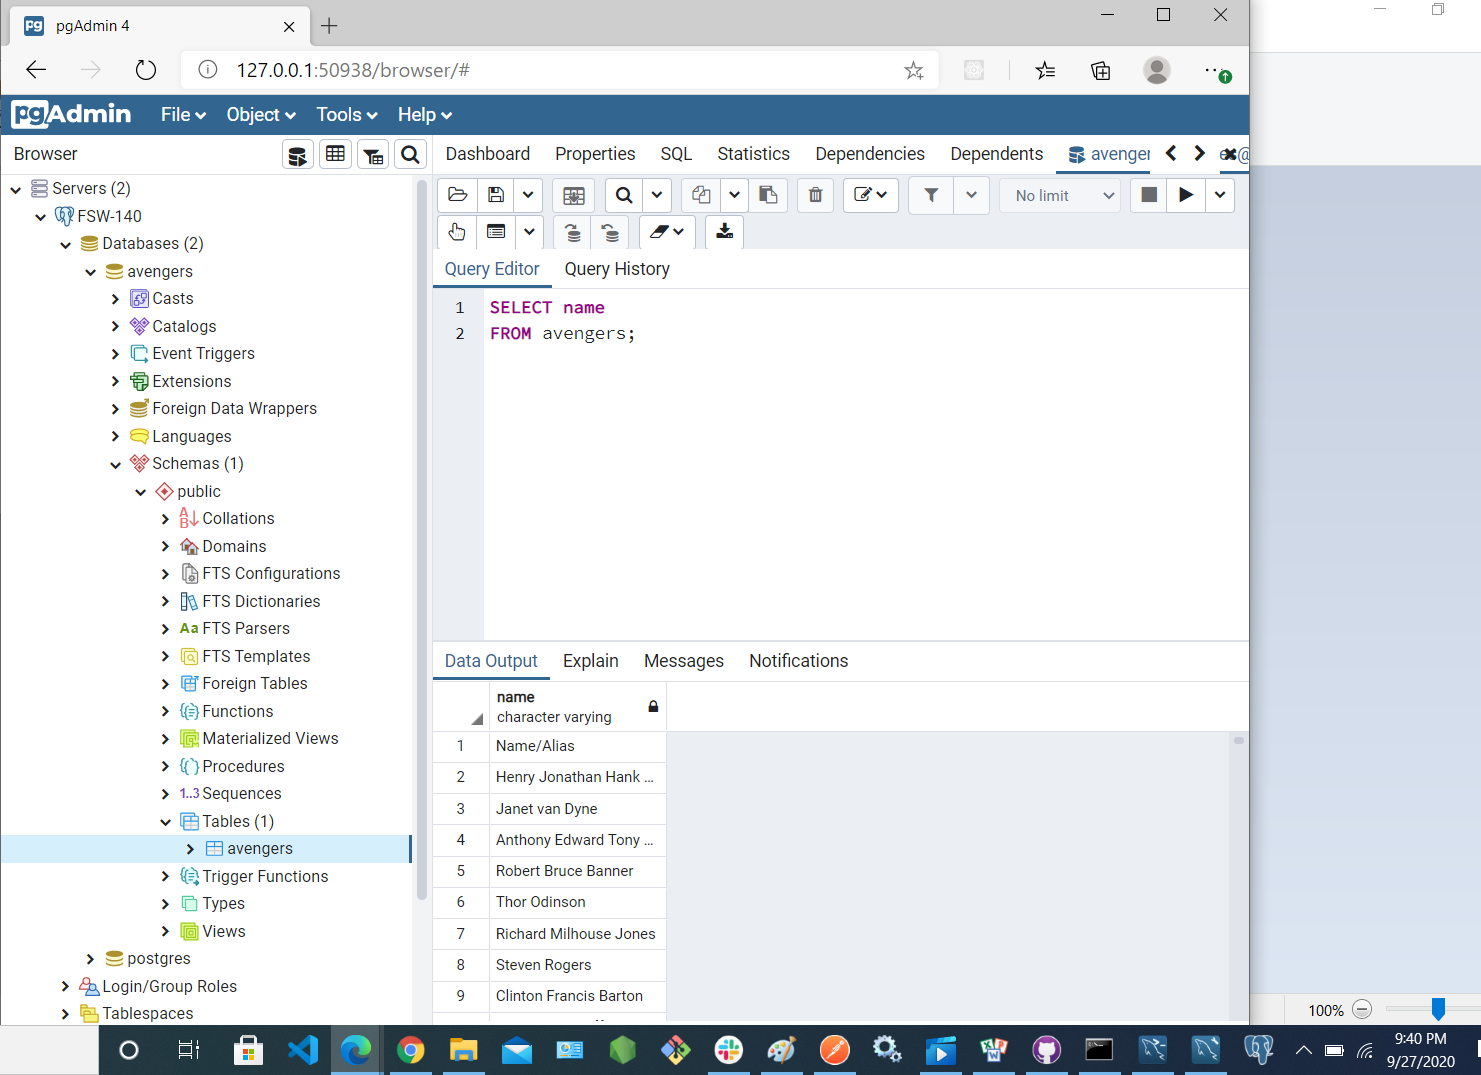 pgAdmin 4
127.0.0.1:50938/browser/#
pgAdmin File Object Tools Help
Browser
Dashboard Properties SQL Statistics Dependencies Dependents avenger
No limit
Servers (2)
FSW-140
Databases (2)
avengers
Casts
Catalogs
Event Triggers
Extensions
Foreign Data Wrappers
Languages
Schemas (1)
public
Collations
Domains
FTS Configurations
FTS Dictionaries
Aa FTS Parsers
FTS Templates
Foreign Tables
Functions
Materialized Views
Procedures
1..3 Sequences
Tables (1)
avengers
Trigger Functions
Types
Views
postgres
Login/Group Roles
Tablespaces
Query Editor Query History
1 SELECT name
2 FROM avengers;
Data Output Explain Messages Notifications
name
character varying
1 Name/Alias
2 Henry Jonathan Hank ...
3 Janet van Dyne
4 Anthony Edward Tony ...
5 Robert Bruce Banner
6 Thor Odinson
7 Richard Milhouse Jones
8 Steven Rogers
9 Clinton Francis Barton
100%
9:40 PM
9/27/2020